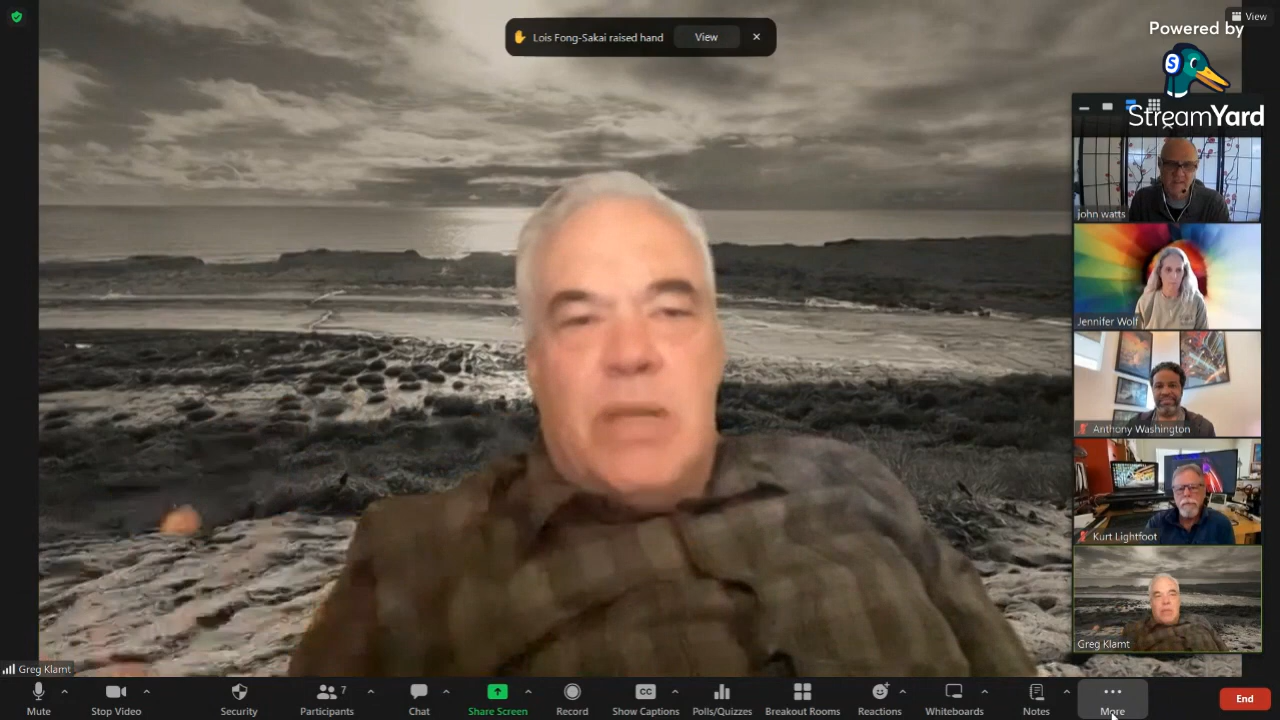 View
Powered by
Lois Fong-Sakai raised hand
View
S
StreamYard
john watts
Jennifer Wolf
Anthony Washington
Kurt Lightfoot
Greg Klamt
Greg Klamt
7
CC
Mute
Stop Video
Security
Participants
Chat
Share Screen
Record
Show Captions
Polls/Quizzes
Breakout Rooms
Reactions
Whiteboards
Notes
More
End